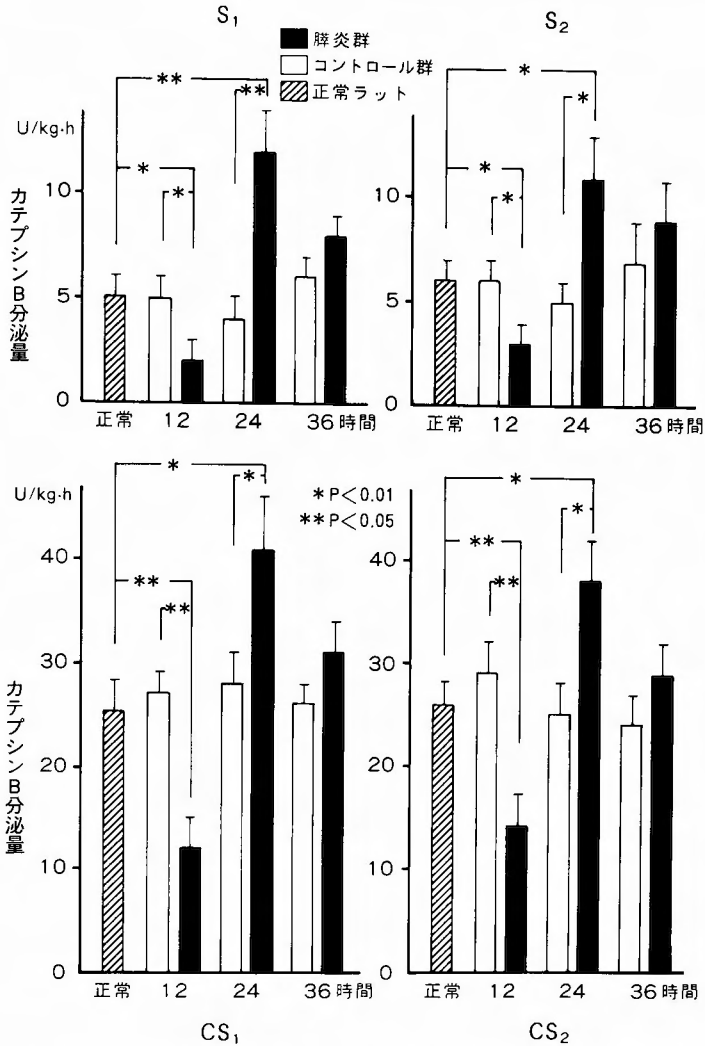 S₁
S₂
膵炎群
コントロール群
正常ラット
U/kg·h
カテプシンB分泌量
10
5
0
**
**
*
*
正常 12 24 36時間
10
5
0
*
*
*
*
正常 12 24 36時間
U/kg·h
カテプシンB分泌量
40
30
20
10
0
*
*
**
**
* P<0.01
** P<0.05
正常 12 24 36時間
CS₁
40
30
20
10
0
*
*
**
**
正常 12 24 36時間
CS₂